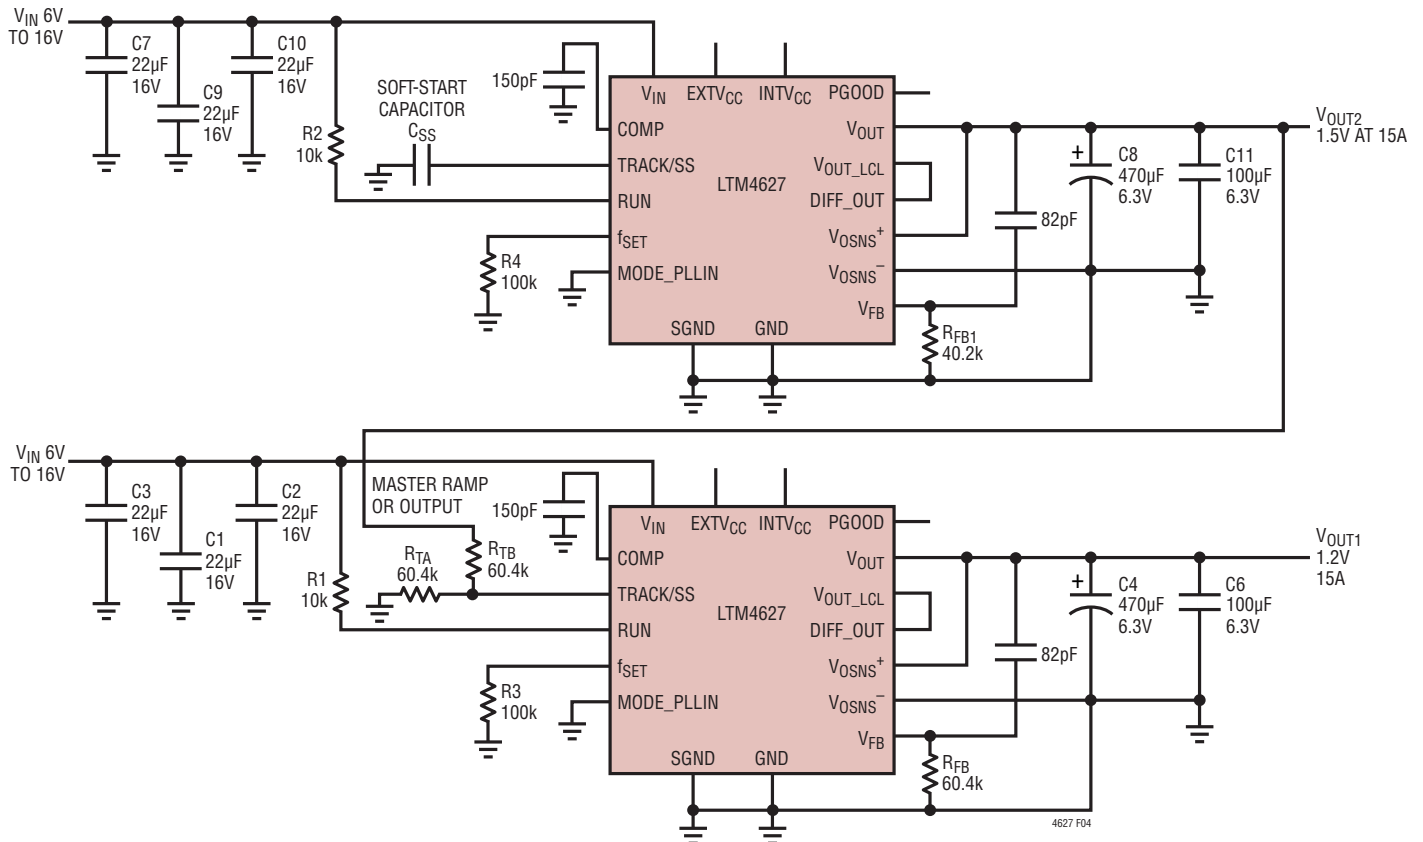 VIN 6V
TO 16V
C7
22µF
16V
C9
22µF
16V
C10
22µF
16V
R2
10k
SOFT-START
CAPACITOR
CSS
150pF
VIN
EXTVCC
INTVCC
PGOOD
COMP
TRACK/SS
RUN
fSET
MODE_PLLIN
SGND
GND
LTM4627
VOUT
VOUT_LCL
DIFF_OUT
VOSNS+
VOSNS–
VFB
R4
100k
RFB1
40.2k
82pF
+
C8
470µF
6.3V
C11
100µF
6.3V
VOUT2
1.5V AT 15A
VIN 6V
TO 16V
C3
22µF
16V
C1
22µF
16V
C2
22µF
16V
R1
10k
MASTER RAMP
OR OUTPUT
RTA
60.4k
RTB
60.4k
150pF
VIN
EXTVCC
INTVCC
PGOOD
COMP
TRACK/SS
RUN
fSET
MODE_PLLIN
SGND
GND
LTM4627
VOUT
VOUT_LCL
DIFF_OUT
VOSNS+
VOSNS–
VFB
R3
100k
RFB
60.4k
82pF
+
C4
470µF
6.3V
C6
100µF
6.3V
VOUT1
1.2V
15A
4627 F04